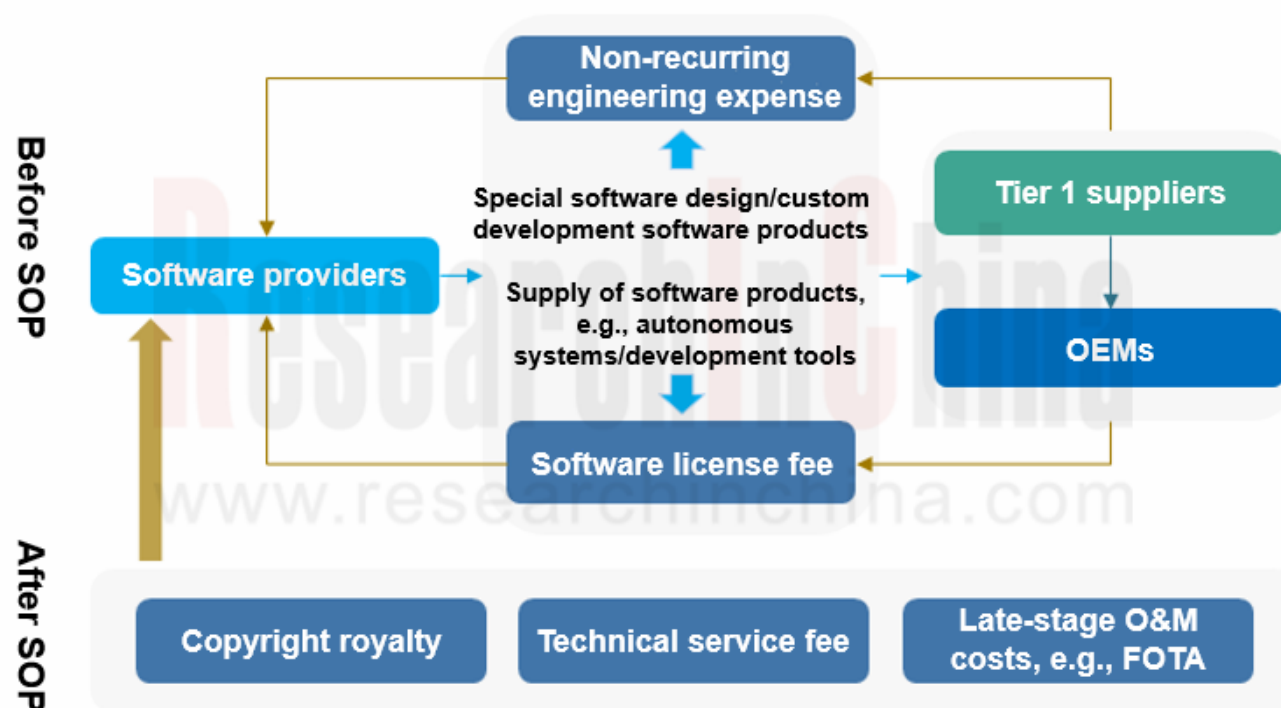 Non-recurring
engineering expense
Before SOP
Tier 1 suppliers
Special software design/custom
development software products
Software providers
Supply of software products,
e.g., autonomous
systems/development tools
OEMs
Software license fee
ResearchInChina
www.researchinchina.com
After SOP
Copyright royalty
Technical service fee
Late-stage O&M
costs, e.g., FOTA